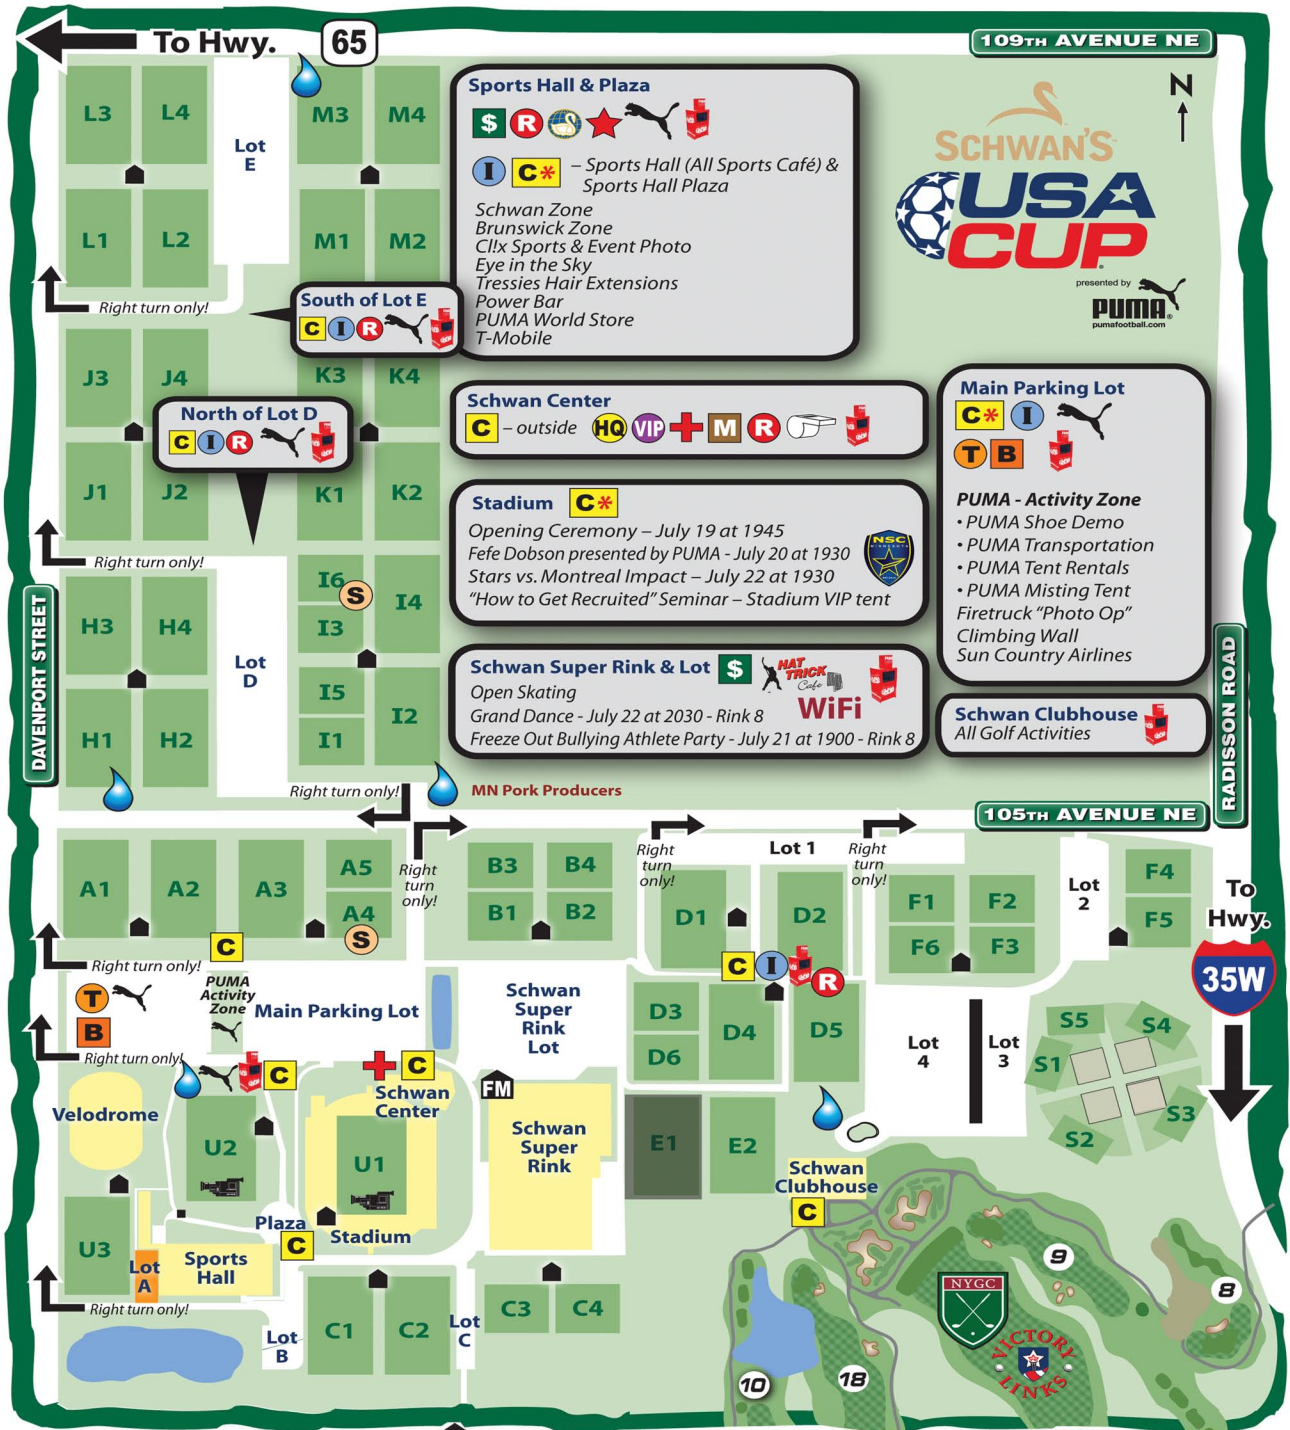 To Hwy. 65
109TH AVENUE NE
N
SCHWAN'S
USA
CUP
presented by
PUMA
pumafootball.com
L3
L4
Lot
E
M3
M4
L1
L2
M1
M2
Right turn only!
Sports Hall & Plaza
$ R
I C* – Sports Hall (All Sports Café) &
Sports Hall Plaza
Schwan Zone
Brunswick Zone
Cl!x Sports & Event Photo
Eye in the Sky
Tressies Hair Extensions
Power Bar
PUMA World Store
T-Mobile
South of Lot E
C I R
J3
J4
K3
K4
North of Lot D
C I R
J1
J2
K1
K2
Right turn only!
Schwan Center
C – outside HQ VIP M R
Main Parking Lot
C* I
T B
PUMA - Activity Zone
• PUMA Shoe Demo
• PUMA Transportation
• PUMA Tent Rentals
• PUMA Misting Tent
Firetruck "Photo Op"
Climbing Wall
Sun Country Airlines
Stadium C*
Opening Ceremony – July 19 at 1945
Fefe Dobson presented by PUMA - July 20 at 1930
Stars vs. Montreal Impact – July 22 at 1930
"How to Get Recruited" Seminar – Stadium VIP tent
NSC
MINNESOTA
Schwan Super Rink & Lot $
HAT
TRICK
Cafe
Open Skating
WiFi
Grand Dance - July 22 at 2030 - Rink 8
Freeze Out Bullying Athlete Party - July 21 at 1900 - Rink 8
Schwan Clubhouse
All Golf Activities
DAVENPORT STREET
RADISSON ROAD
H3
H4
Lot
D
I6
S
I4
I3
I5
I2
I1
H1
H2
Right turn only!
MN Pork Producers
105TH AVENUE NE
A1
A2
A3
A5
A4
S
C
Right
turn
only!
B3
B4
B1
B2
Right
turn
only!
Lot 1
Right
turn
only!
D1
D2
F1
F2
F6
F3
Lot
2
F4
F5
To
Hwy.
35W
Right turn only!
T
B
Right turn only!
PUMA
Activity
Zone
Main Parking Lot
Schwan
Super
Rink
Lot
C I R
D3
D4
D5
D6
Lot
4
Lot
3
S5
S4
S1
S3
S2
Velodrome
C
C
Schwan
Center
FM
U2
U1
Schwan
Super
Rink
E1
E2
Schwan
Clubhouse
C
U3
Plaza
C
Stadium
Lot
A
Sports
Hall
Right turn only!
Lot
B
C1
C2
Lot
C
C3
C4
9
8
NYGC
VICTORY
LINKS
10
18